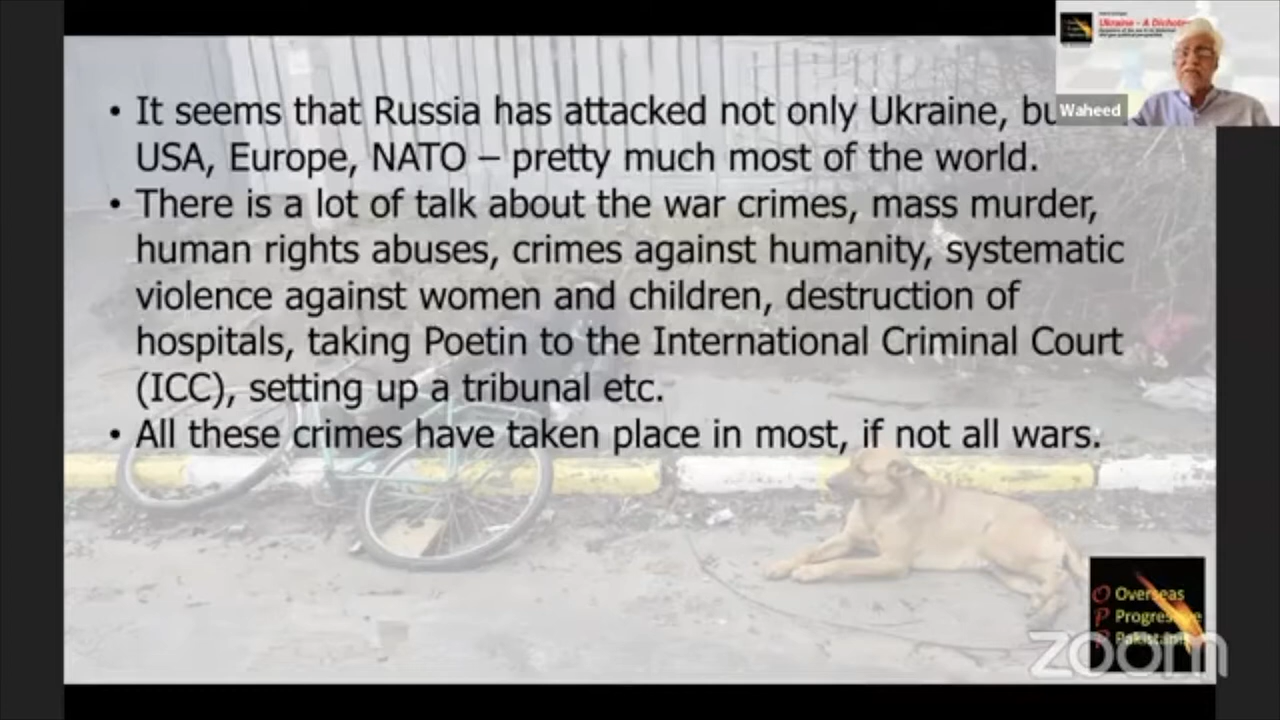 Ukraine - A Dichoto
Waheed
• It seems that Russia has attacked not only Ukraine, bu
USA, Europe, NATO – pretty much most of the world.
• There is a lot of talk about the war crimes, mass murder,
human rights abuses, crimes against humanity, systematic
violence against women and children, destruction of
hospitals, taking Poetin to the International Criminal Court
(ICC), setting up a tribunal etc.
• All these crimes have taken place in most, if not all wars.
O Overseas
P Progressive
P Pakistanis
zoom